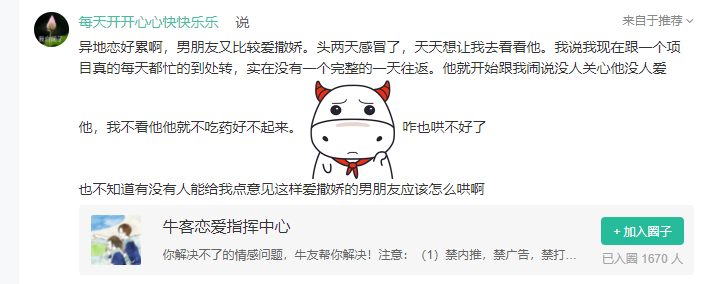 每天开开心心快快乐乐 说
来自于推荐
异地恋好累啊，男朋友又比较爱撒娇。头两天感冒了，天天想让我去看看他。我说我现在跟一个项
目真的每天都忙的到处转，实在没有一个完整的一天往返。他就开始跟我闹说没人关心他没人爱
他，我不看他他就不吃药好不起来。 咋也哄不好了
也不知道有没有人能给我点意见这样爱撒娇的男朋友应该怎么哄啊
牛客恋爱指挥中心
+ 加入圈子
你解决不了的情感问题，牛友帮你解决！注意：（1）禁内推，禁广告，禁打...
已入圈 1670 人